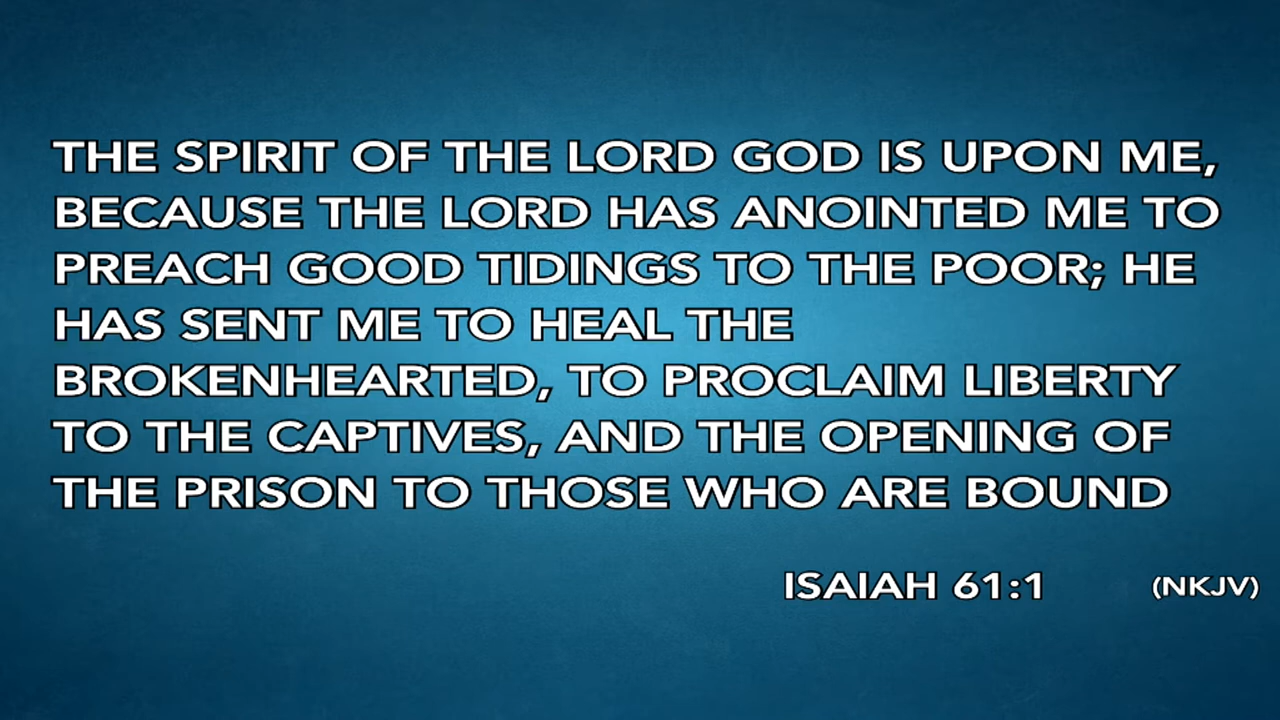 THE SPIRIT OF THE LORD GOD IS UPON ME,
BECAUSE THE LORD HAS ANOINTED ME TO
PREACH GOOD TIDINGS TO THE POOR; HE
HAS SENT ME TO HEAL THE
BROKENHEARTED, TO PROCLAIM LIBERTY
TO THE CAPTIVES, AND THE OPENING OF
THE PRISON TO THOSE WHO ARE BOUND
ISAIAH 61:1 (NKJV)